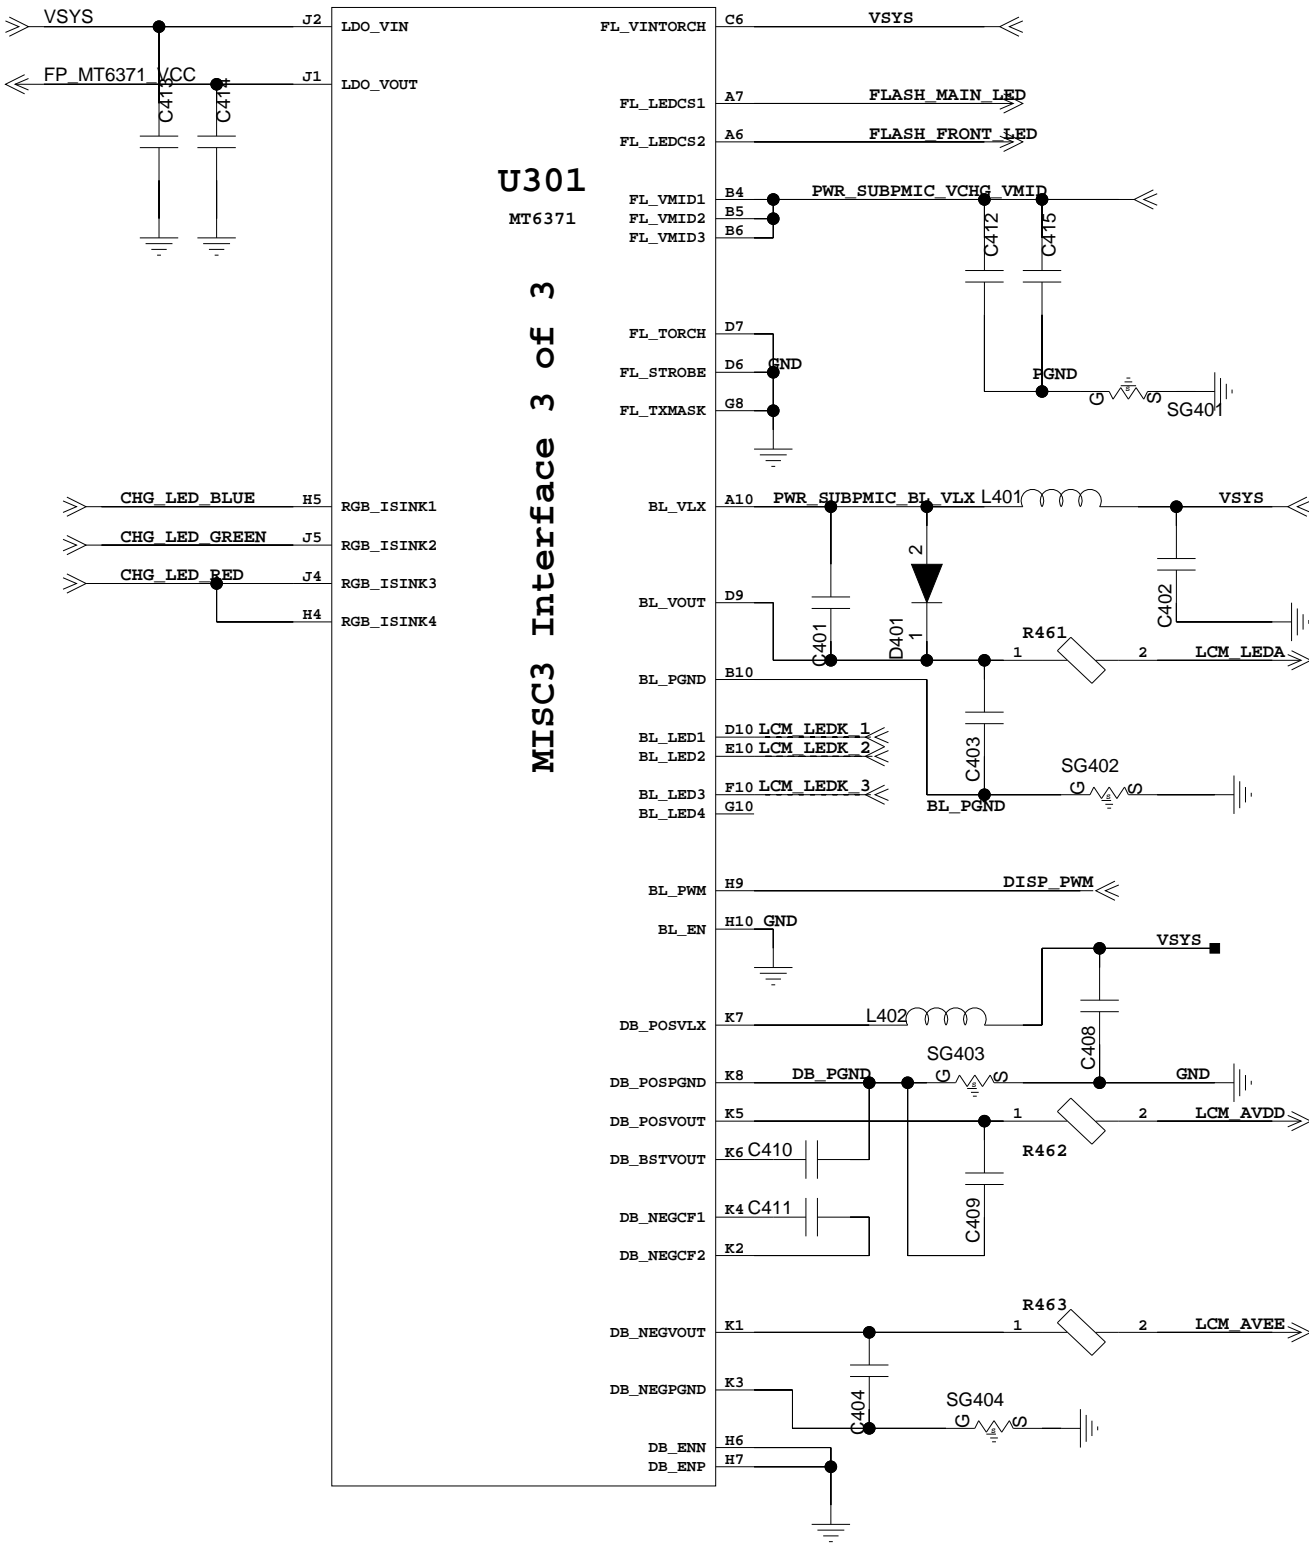 VSYS J2 LDO_VIN FL_VINTORCH C6 VSYS
FP_MT6371_VCC J1 LDO_VOUT
C413 C414
FL_LEDCS1 A7 FLASH_MAIN_LED
FL_LEDCS2 A6 FLASH_FRONT_LED
U301
MT6371
FL_VMID1 B4 PWR_SUBPMIC_VCHG_VMID
FL_VMID2 B5
FL_VMID3 B6
C412 C415
MISC3 Interface 3 of 3
FL_TORCH D7
FL_STROBE D6 GND
PGND
G S SG401
FL_TXMASK G8
CHG_LED_BLUE H5 RGB_ISINK1 BL_VLX A10 PWR_SUBPMIC_BL_VLX L401 VSYS
CHG_LED_GREEN J5 RGB_ISINK2
CHG_LED_RED J4 RGB_ISINK3
H4 RGB_ISINK4
2
BL_VOUT D9
C401 D401 1 C402
R461
1 2 LCM_LEDA
BL_PGND B10
C403
BL_LED1 D10 LCM_LEDK_1
BL_LED2 E10 LCM_LEDK_2
SG402
G S
BL_LED3 F10 LCM_LEDK_3
BL_LED4 G10
BL_PGND
BL_PWM H9 DISP_PWM
BL_EN H10 GND
VSYS
DB_POSVLX K7 L402
C408
SG403
DB_POSPGND K8 DB_PGND G S GND
DB_POSVOUT K5 1 2 LCM_AVDD
R462
DB_BSTVOUT K6 C410
DB_NEGCF1 K4 C411
C409
DB_NEGCF2 K2
R463
DB_NEGVOUT K1 1 2 LCM_AVEE
DB_NEGPGND K3
C404
SG404
G S
DB_ENN H6
DB_ENP H7